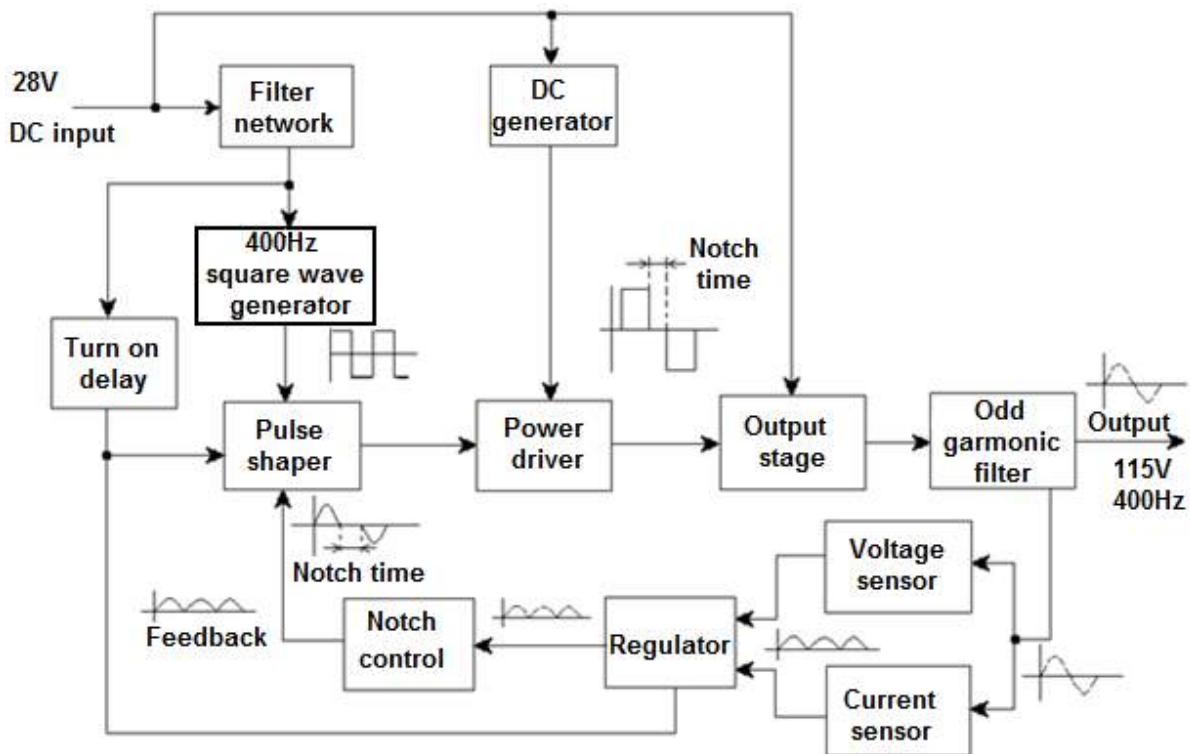 28V
DC input
Filter
network
DC
generator
400Hz
square wave
generator
Notch
time
Turn on
delay
Pulse
shaper
Power
driver
Output
stage
Odd
garmonic
filter
Output
115V
400Hz
Notch time
Feedback
Notch
control
Regulator
Voltage
sensor
Current
sensor